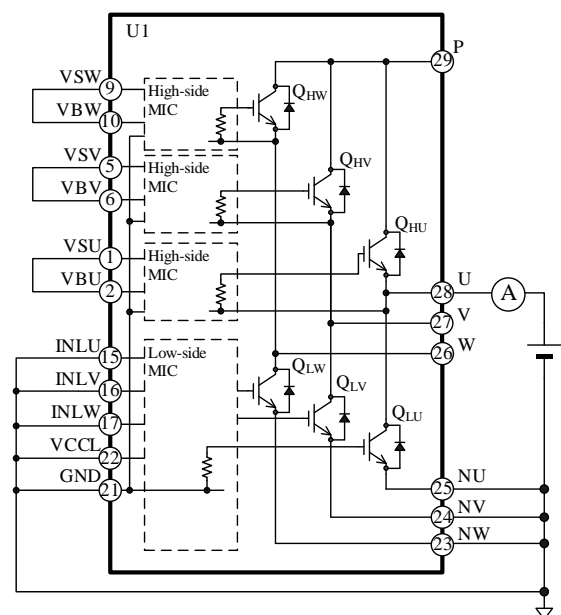 U1
P
29
VSW
9
High-side
MIC
QHW
VBW
10
VSV
5
High-side
MIC
QHV
VBV
6
VSU
1
High-side
MIC
QHU
VBU
2
28
U
A
27
V
26
W
INLU
15
Low-side
MIC
INLV
16
QLW
QLV
QLU
INLW
17
VCCL
22
GND
21
25
NU
24
NV
23
NW